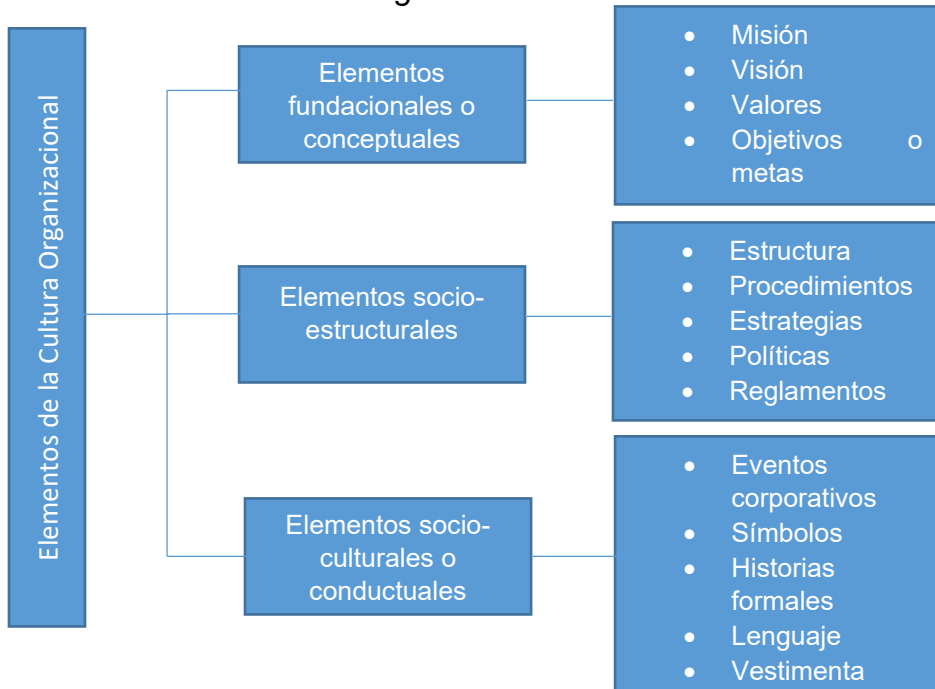 Elementos de la Cultura Organizacional
Elementos
fundacionales o
conceptuales
• Misión
• Visión
• Valores
• Objetivos o
metas
Elementos socio-
estructurales
• Estructura
• Procedimientos
• Estrategias
• Políticas
• Reglamentos
Elementos socio-
culturales o
conductuales
• Eventos
corporativos
• Símbolos
• Historias
formales
• Lenguaje
• Vestimenta